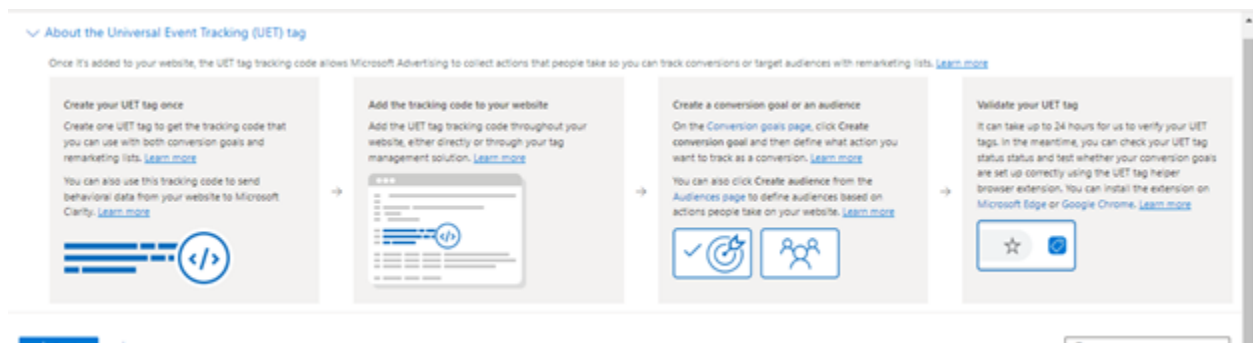 About the Universal Event Tracking (UET) tag
Once it's added to your website, the UET tag tracking code allows Microsoft Advertising to collect actions that people take so you can track conversions or target audiences with remarketing lists. Learn more
Create your UET tag once
Create one UET tag to get the tracking code that
you can use with both conversion goals and
remarketing lists. Learn more
You can also use this tracking code to send
behavioral data from your website to Microsoft
Clarity. Learn more
</>
Add the tracking code to your website
Add the UET tag tracking code throughout your
website, either directly or through your tag
management solution. Learn more
</>
Create a conversion goal or an audience
On the Conversion goals page, click Create
conversion goal and then define what action you
want to track as a conversion. Learn more
You can also click Create audience from the
Audiences page to define audiences based on
actions people take on your website. Learn more
Validate your UET tag
It can take up to 24 hours for us to verify your UET
tags. In the meantime, you can check your UET tag
status status and test whether your conversion goals
are set up correctly using the UET tag helper
browser extension. You can install the extension on
Microsoft Edge or Google Chrome. Learn more